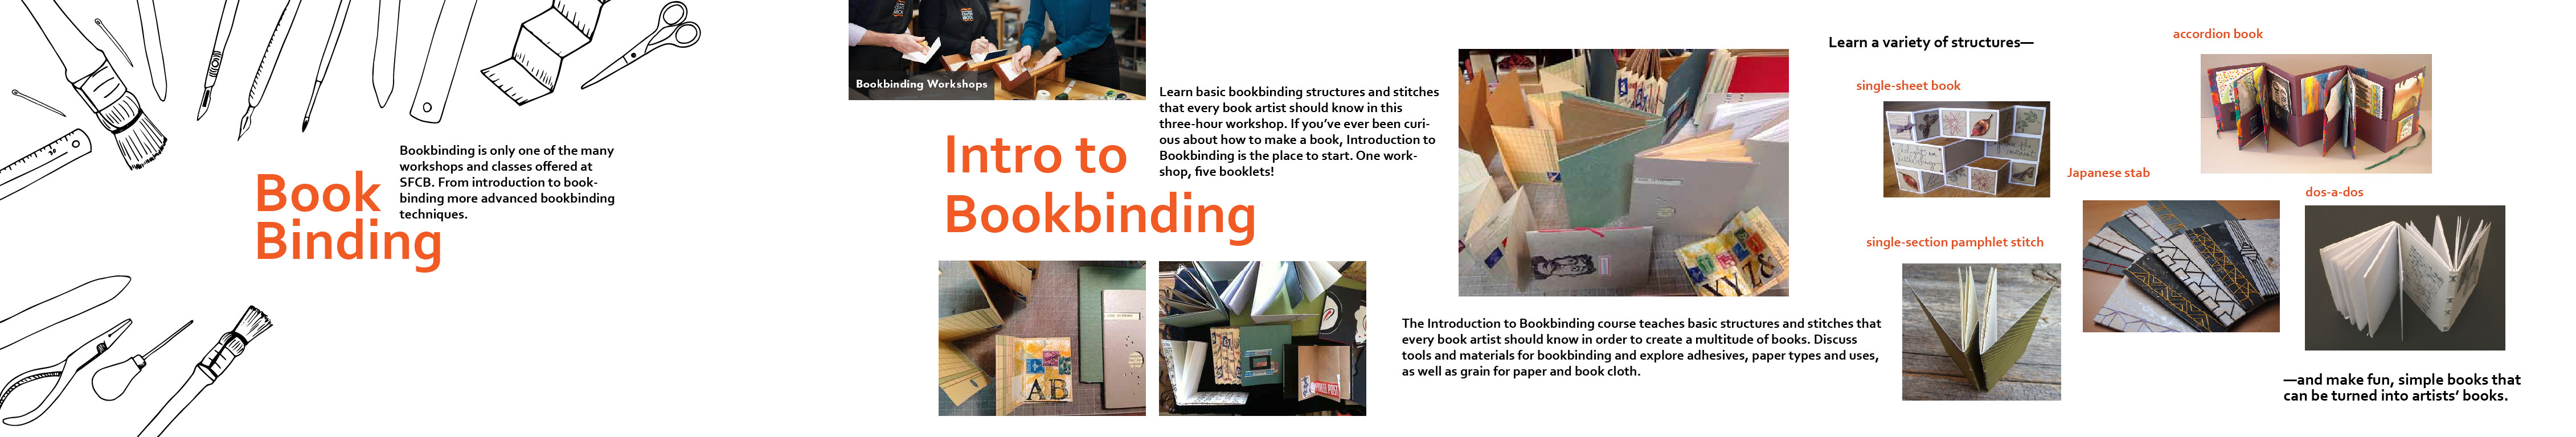 Book
Binding
Bookbinding is only one of the many
workshops and classes offered at
SFCB. From introduction to book-
binding more advanced bookbinding
techniques.
Bookbinding Workshops
Intro to
Bookbinding
Learn basic bookbinding structures and stitches
that every book artist should know in this
three-hour workshop. If you’ve ever been curi-
ous about how to make a book, Introduction to
Bookbinding is the place to start. One work-
shop, five booklets!
AB
XYZ&
The Introduction to Bookbinding course teaches basic structures and stitches that
every book artist should know in order to create a multitude of books. Discuss
tools and materials for bookbinding and explore adhesives, paper types and uses,
as well as grain for paper and book cloth.
Learn a variety of structures—
single-sheet book
accordion book
Japanese stab
dos-a-dos
single-section pamphlet stitch
—and make fun, simple books that
can be turned into artists’ books.